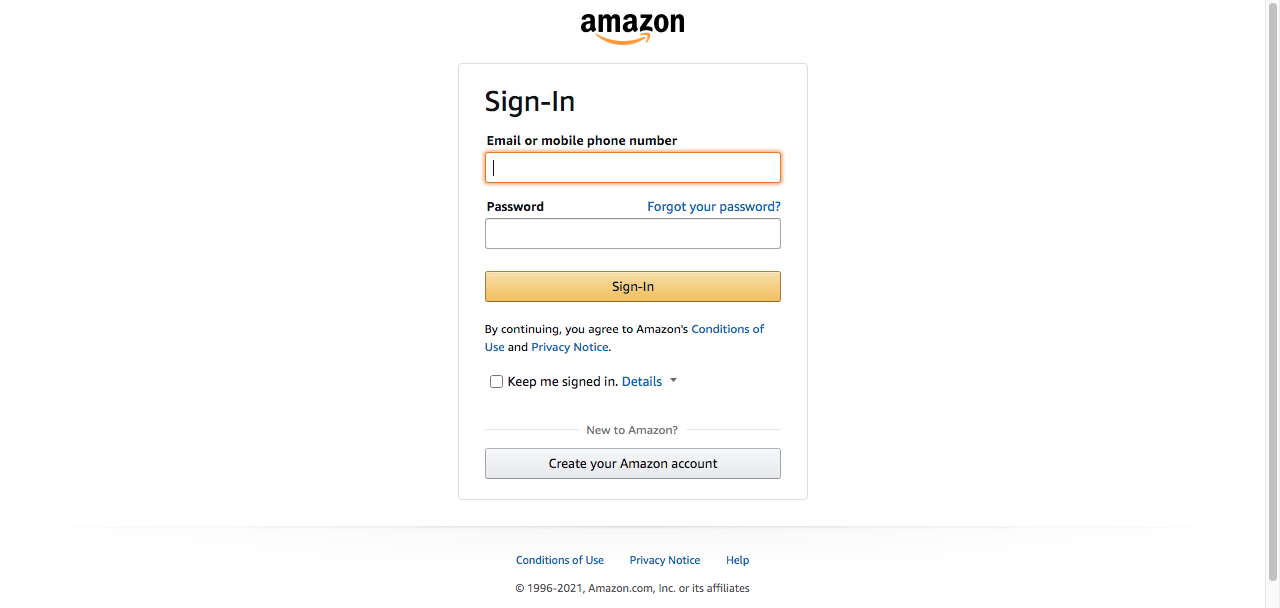 amazon
Sign-In
Email or mobile phone number
Password Forgot your password?
Sign-In
By continuing, you agree to Amazon's Conditions of
Use and Privacy Notice.
Keep me signed in. Details
New to Amazon?
Create your Amazon account
Conditions of Use Privacy Notice Help
© 1996-2021, Amazon.com, Inc. or its affiliates